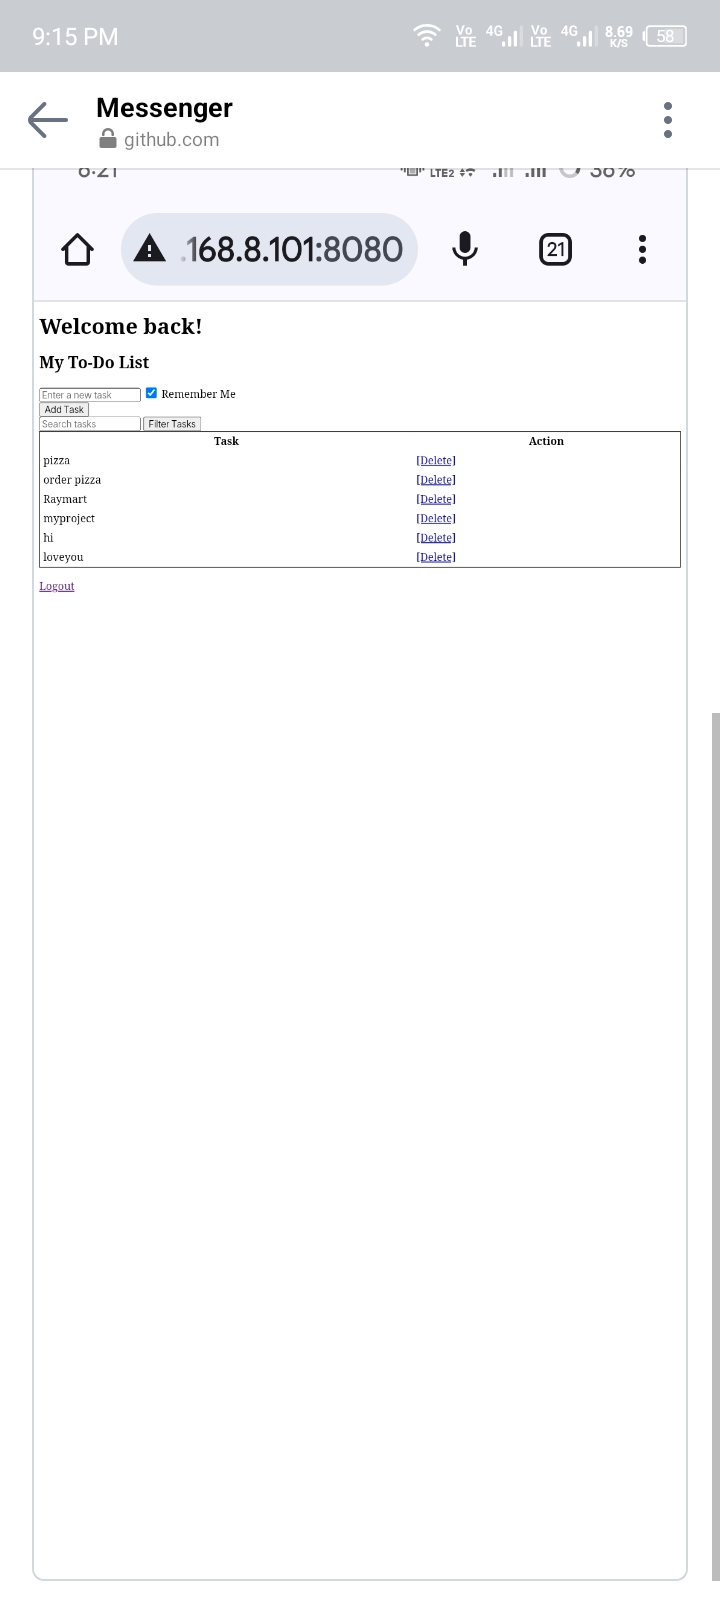 9:15 PM Vo LTE 4G Vo LTE 4G 8.69 K/S 58
Messenger
github.com
6:21 LTE2 36%
.168.8.101:8080 21
Welcome back!
My To-Do List
Enter a new task Remember Me
Add Task
Search tasks Filter Tasks
Task Action
pizza [Delete]
order pizza [Delete]
Raymart [Delete]
myproject [Delete]
hi [Delete]
loveyou [Delete]
Logout